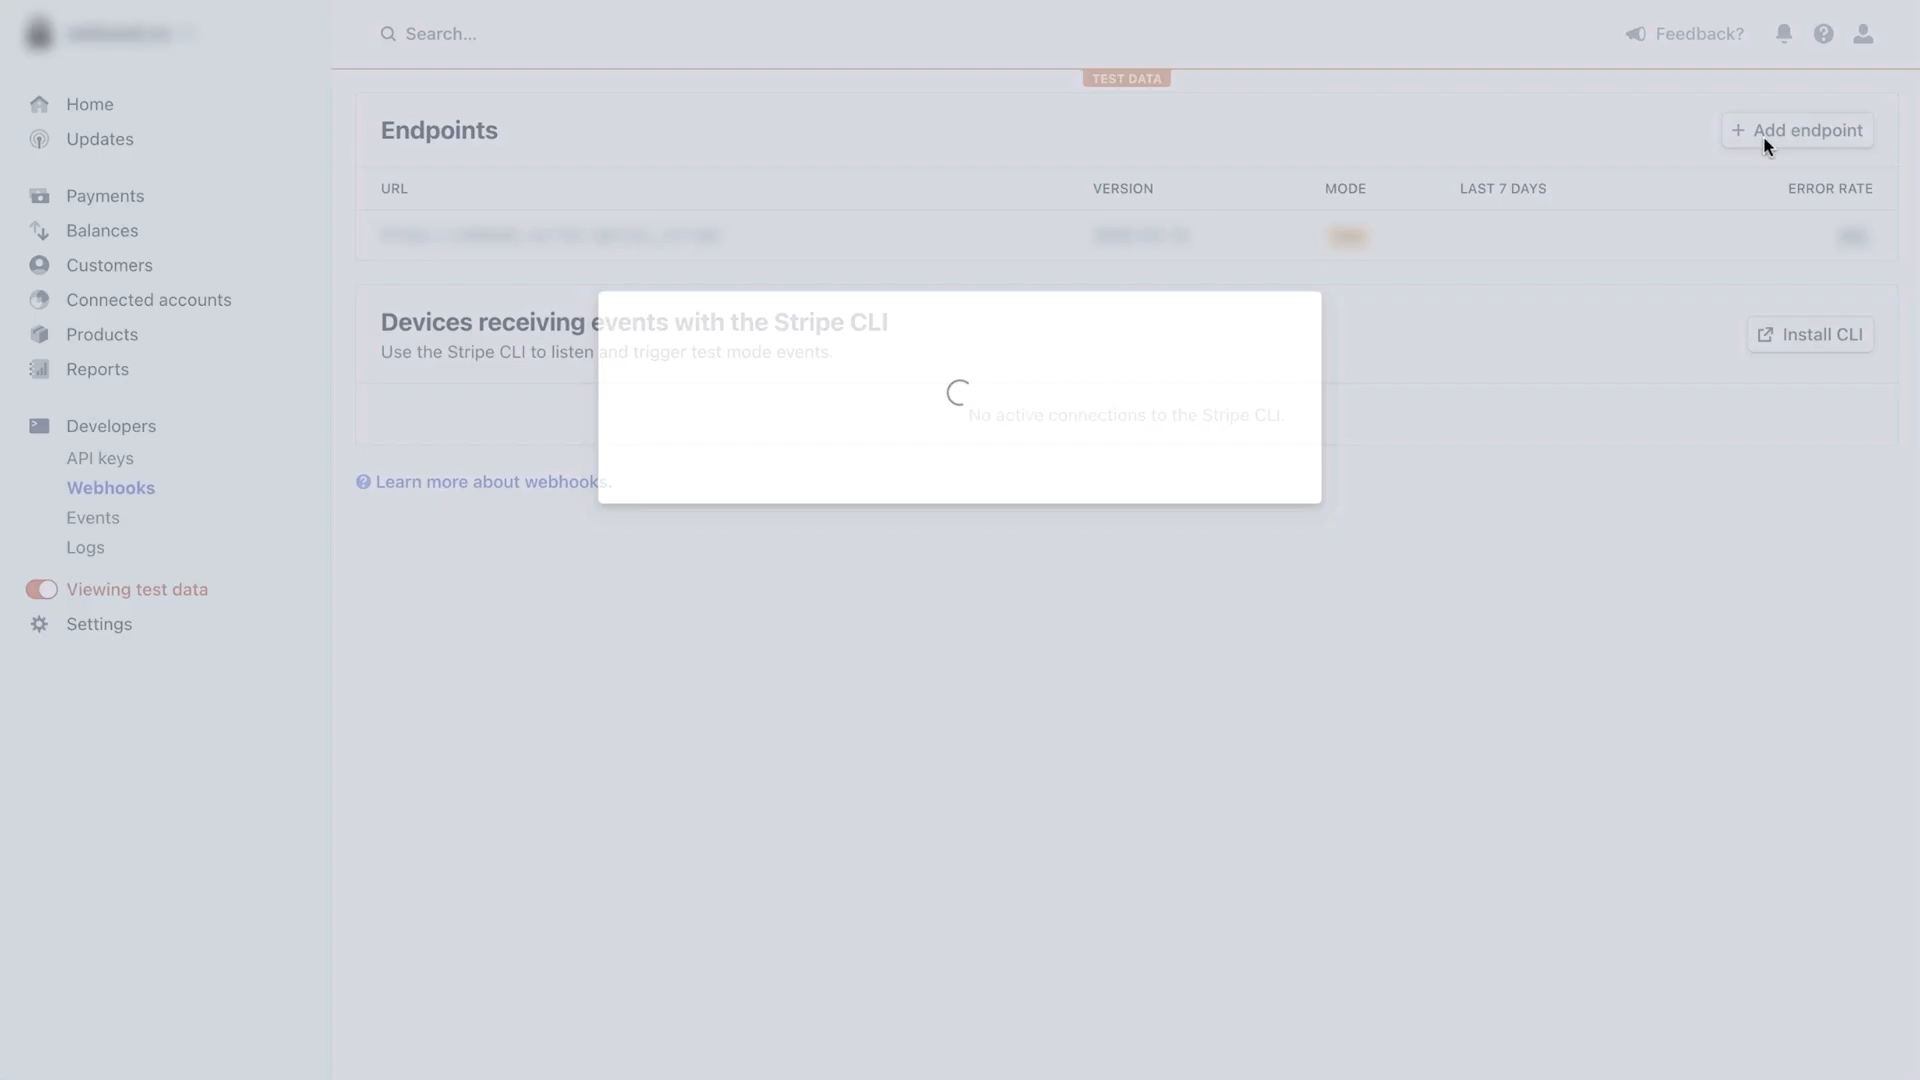 Search...
Feedback?
TEST DATA
Home
Updates
Payments
Balances
Customers
Connected accounts
Products
Reports
Developers
API keys
Webhooks
Events
Logs
Viewing test data
Settings
Endpoints
+ Add endpoint
URL VERSION MODE LAST 7 DAYS ERROR RATE
Devices receiving events with the Stripe CLI
Use the Stripe CLI to listen and trigger test mode events.
Install CLI
No active connections to the Stripe CLI.
Learn more about webhooks.